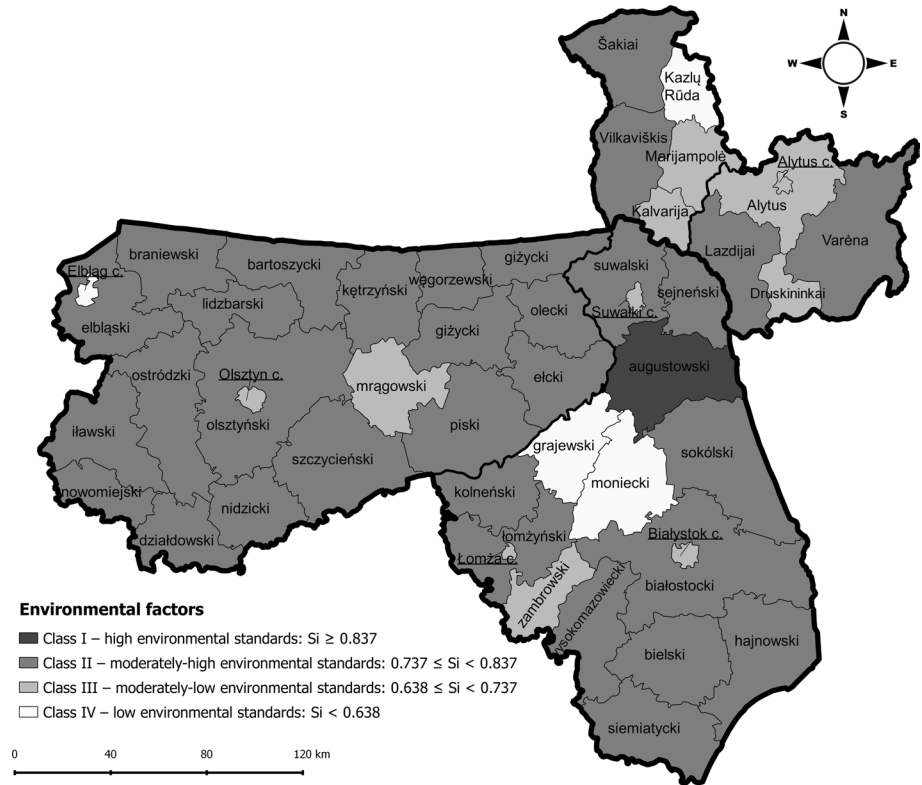 N
W
E
S
Šakiai
Kazlų
Rūda
Vilkaviškis
Marijampolė
Alytus c.
Alytus
Kalvarija
Lazdijai
Varėna
Druskininkai
braniewski
bartoszycki
giżycki
suwalski
Elbląg c.
kętrzyński
węgorzewski
sejneński
lidzbarski
olecki
Suwałki c.
elbląski
giżycki
ostródzki
Olsztyn c.
mrągowski
ełcki
augustowski
olsztyński
piski
iławski
szczycieński
grajewski
sokólski
moniecki
nowomiejski
kolneński
nidzicki
działdowski
łomżyński
Białystok c.
Łomża c.
zambrowski
wysokomazowiecki
białostocki
hajnowski
bielski
siemiatycki
Environmental factors
Class I – high environmental standards: Si ≥ 0.837
Class II – moderately-high environmental standards: 0.737 ≤ Si < 0.837
Class III – moderately-low environmental standards: 0.638 ≤ Si < 0.737
Class IV – low environmental standards: Si < 0.638
0 40 80 120 km